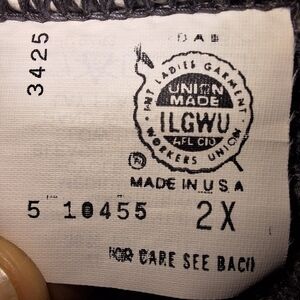 3425
INT LADIES GARMENT WORKERS UNION
UNION
MADE
ILGWU
AFL CIO
®
MADE IN U S A
5 10455 2X
FOR CARE SEE BACK